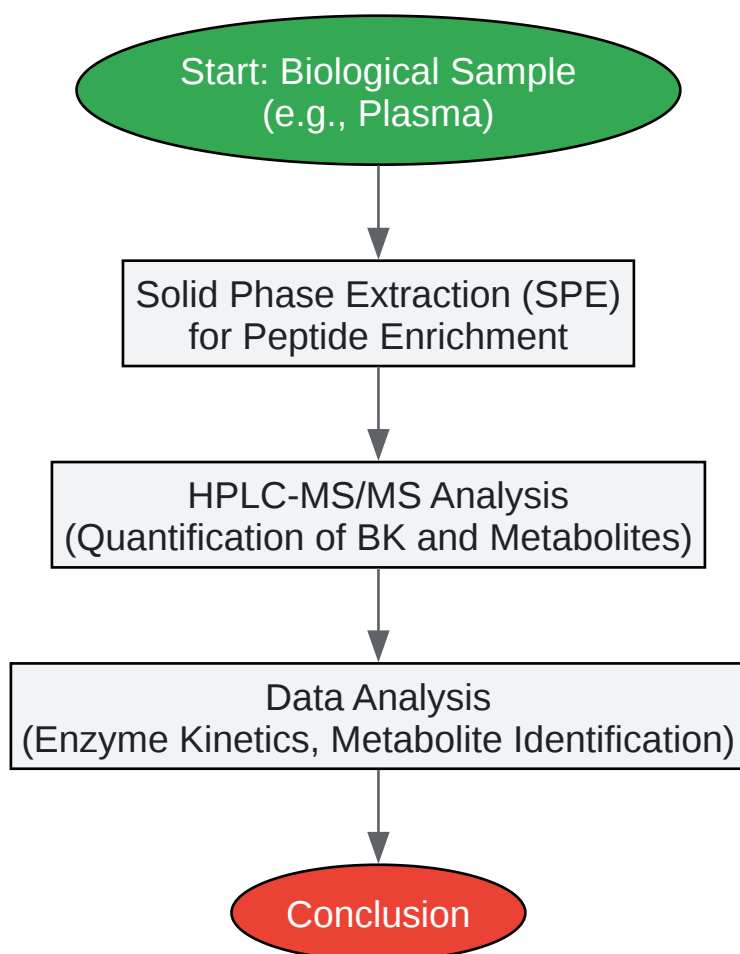 Start: Biological Sample
(e.g., Plasma)
Solid Phase Extraction (SPE)
for Peptide Enrichment
HPLC-MS/MS Analysis
(Quantification of BK and Metabolites)
Data Analysis
(Enzyme Kinetics, Metabolite Identification)
Conclusion